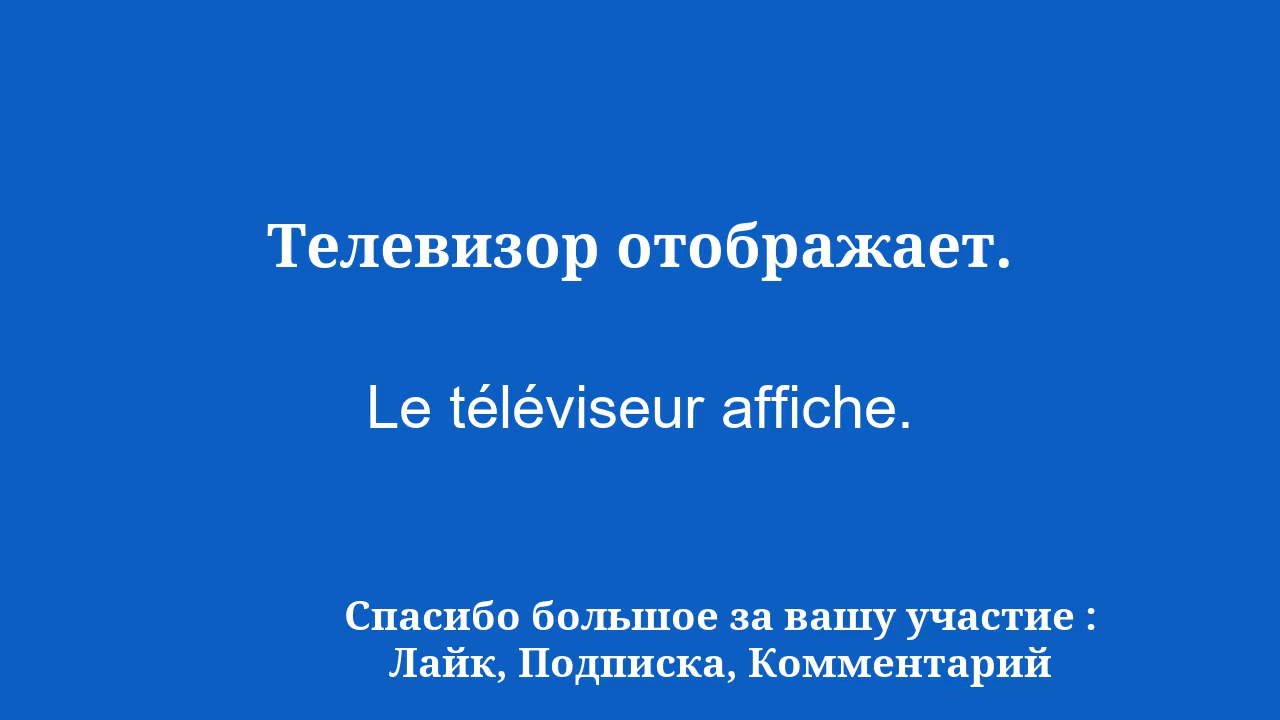 Телевизор отображает.
Le téléviseur affiche.
Спасибо большое за вашу участие :
Лайк, Подписка, Комментарий